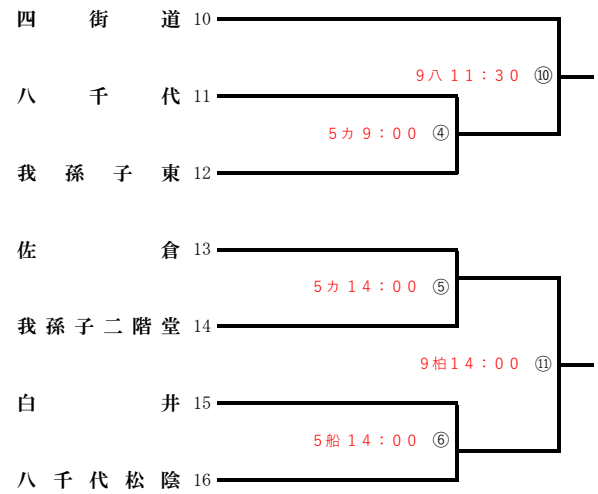 四街道 10
9八 11：30 ⑩
八千代 11
5カ 9：00 ④
我孫子東 12
佐倉 13
5カ 14：00 ⑤
我孫子二階堂 14
9柏14：00 ⑪
白井 15
5船 14：00 ⑥
八千代松陰 16